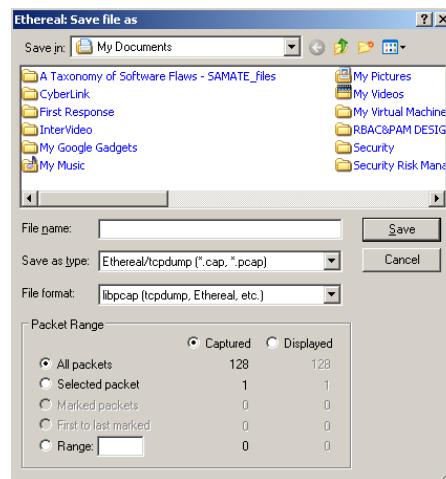 Ethereal: Save file as
Save in: My Documents
A Taxonomy of Software Flaws - SAMATE_files
CyberLink
First Response
InterVideo
My Google Gadgets
My Music
My Pictures
My Videos
My Virtual Machine
RBAC&PAM DESIG
Security
Security Risk Mana
File name:
Save
Save as type: Ethereal/tcpdump (*.cap, *.pcap)
Cancel
File format: libpcap (tcpdump, Ethereal, etc.)
Packet Range
Captured Displayed
All packets 128 128
Selected packet 1 1
Marked packets 0 0
First to last marked 0 0
Range: 0 0